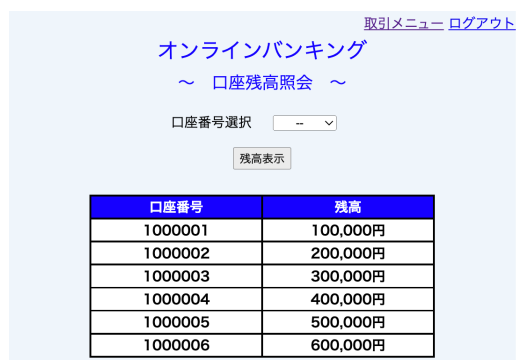 取引メニュー ログアウト
オンラインバンキング
～ 口座残高照会 ～
口座番号選択 --
残高表示
口座番号 残高
1000001 100,000円
1000002 200,000円
1000003 300,000円
1000004 400,000円
1000005 500,000円
1000006 600,000円